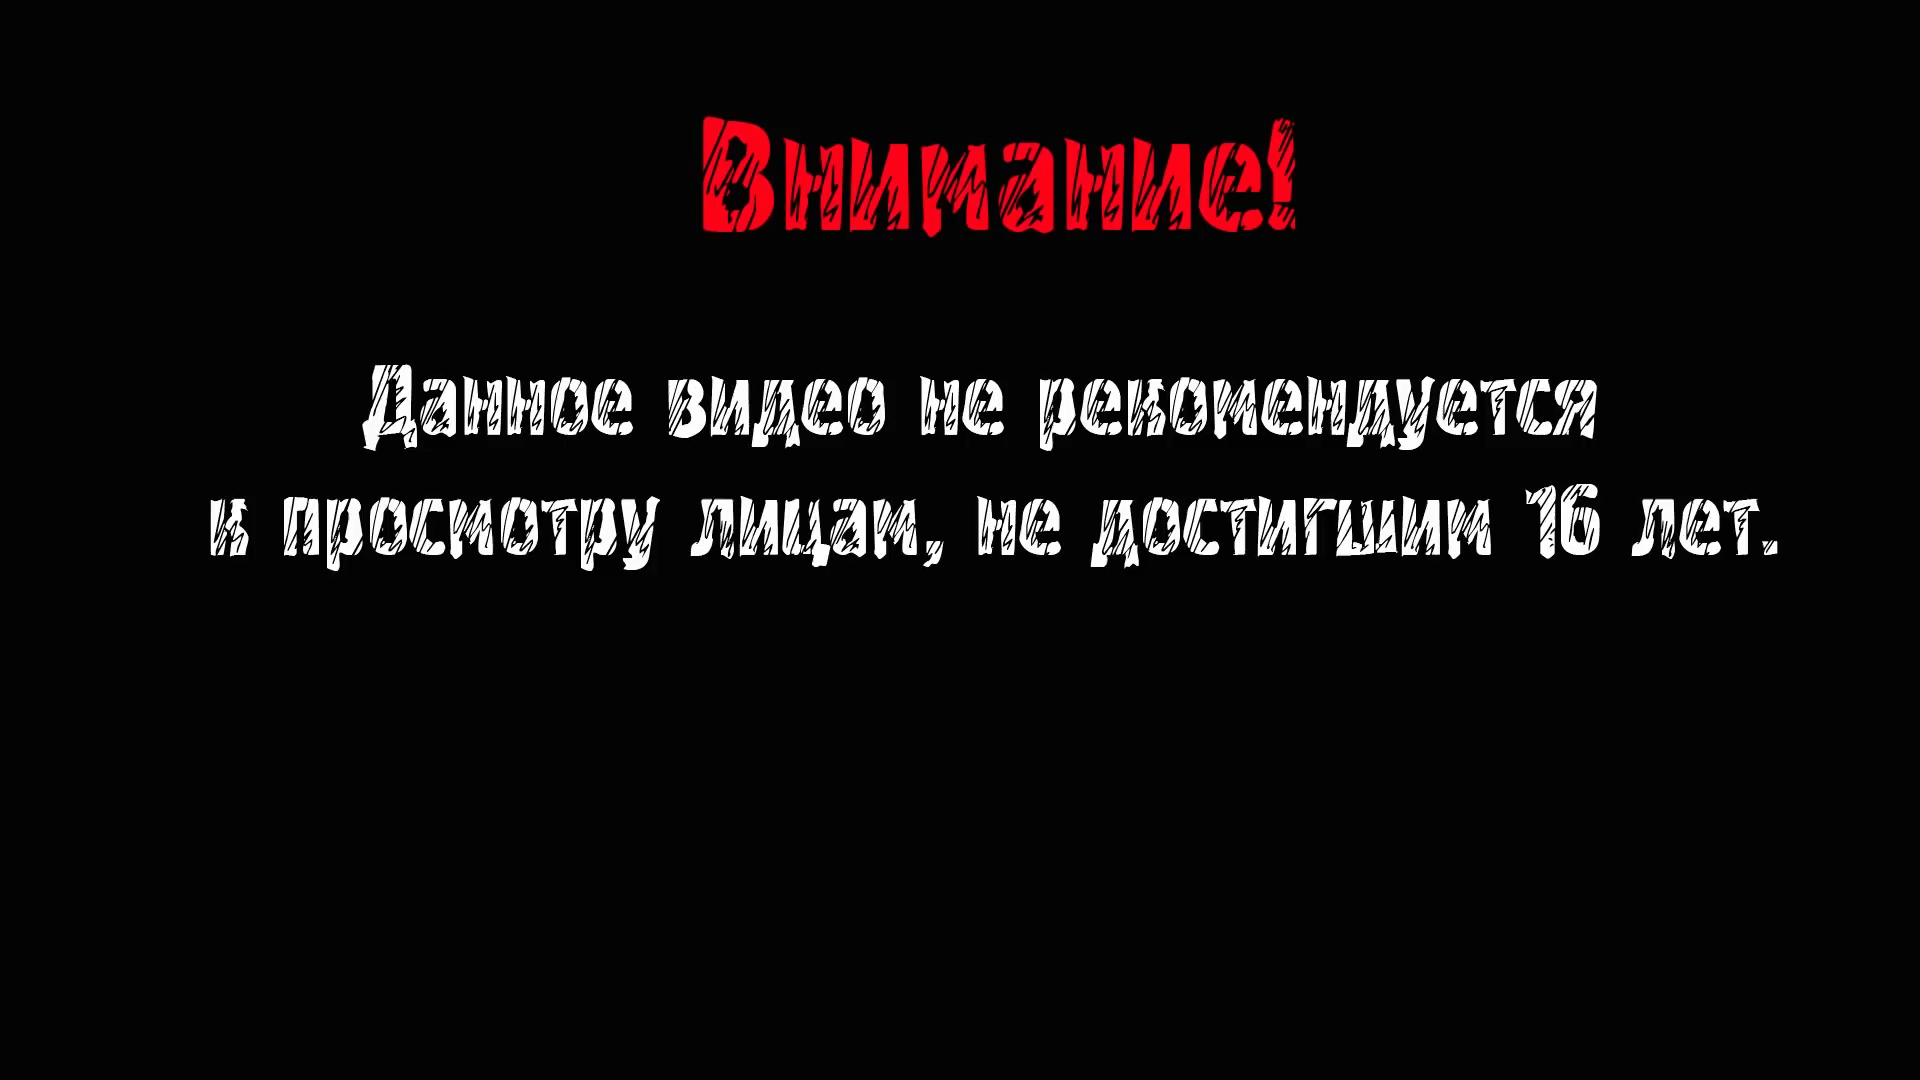 Внимание!
Данное видео не рекомендуется
к просмотру лицам, не достигшим 16 лет.